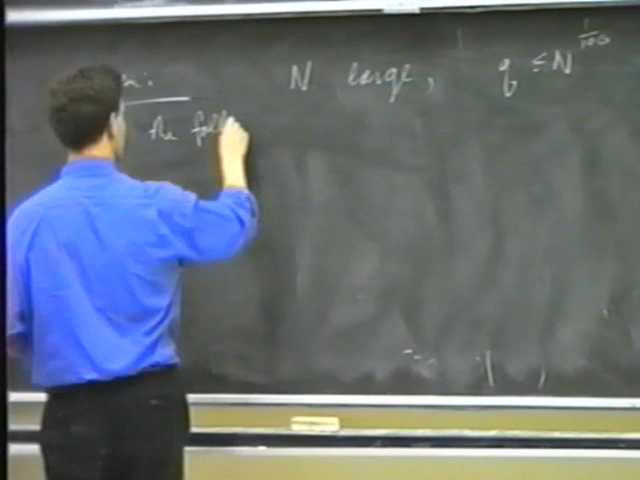 N large, q ≤ N^{1/100}
the foll